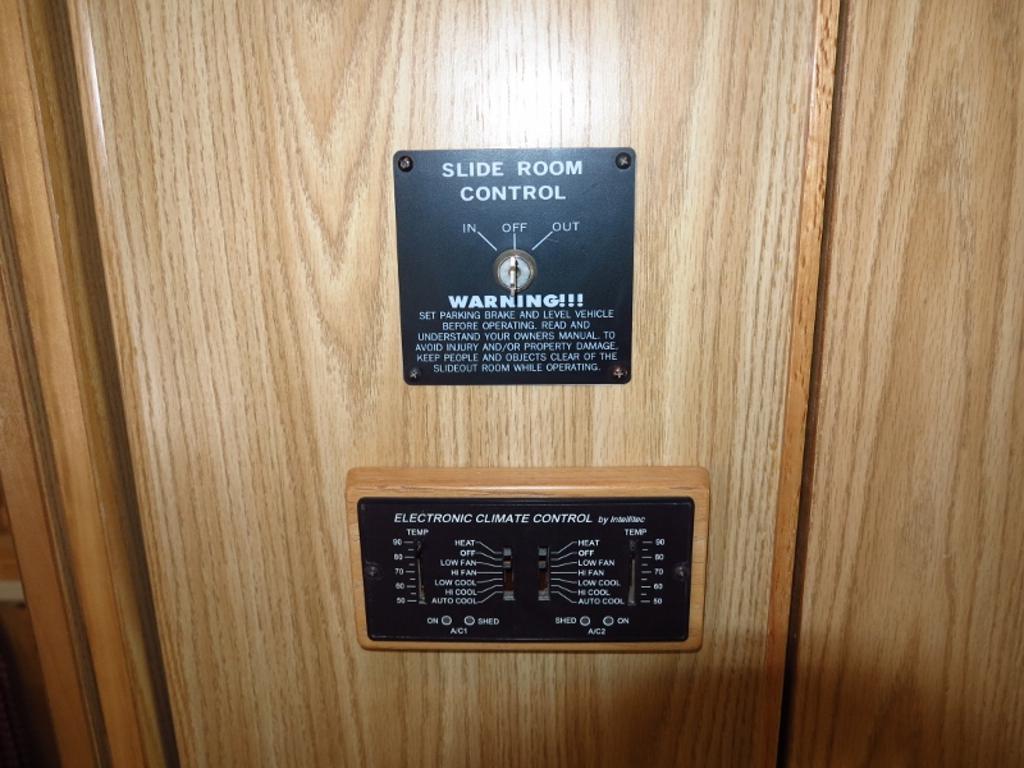 SLIDE ROOM
CONTROL
IN OFF OUT
WARNING!!!
SET PARKING BRAKE AND LEVEL VEHICLE
BEFORE OPERATING. READ AND
UNDERSTAND YOUR OWNERS MANUAL. TO
AVOID INJURY AND/OR PROPERTY DAMAGE,
KEEP PEOPLE AND OBJECTS CLEAR OF THE
SLIDEOUT ROOM WHILE OPERATING.
ELECTRONIC CLIMATE CONTROL by Intellitec
TEMP TEMP
90 HEAT HEAT 90
80 OFF OFF 80
LOW FAN LOW FAN
70 HI FAN HI FAN 70
60 LOW COOL LOW COOL 60
HI COOL HI COOL
50 AUTO COOL AUTO COOL 50
ON SHED SHED ON
A/C1 A/C2